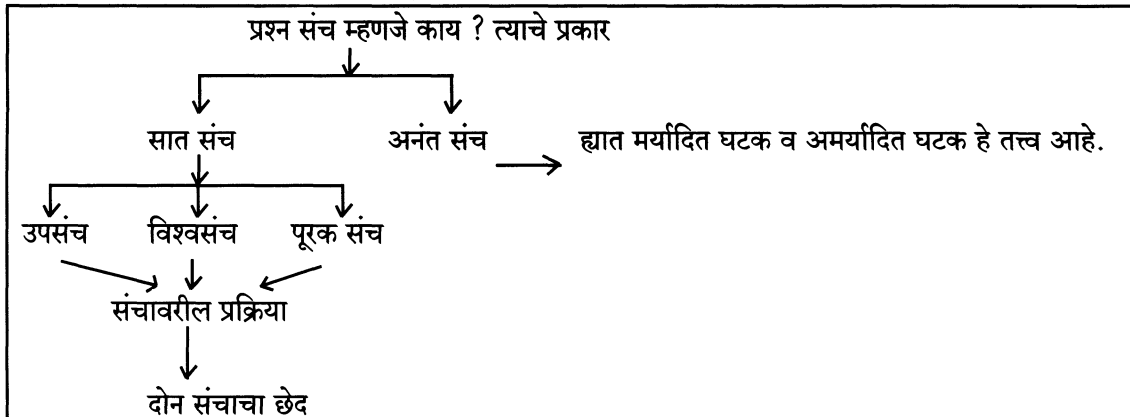 प्रश्न संच म्हणजे काय ? त्याचे प्रकार
सात संच अनंत संच ह्यात मर्यादित घटक व अमर्यादित घटक हे तत्त्व आहे.
उपसंच विश्वसंच पूरक संच
संचावरील प्रक्रिया
दोन संचाचा छेद